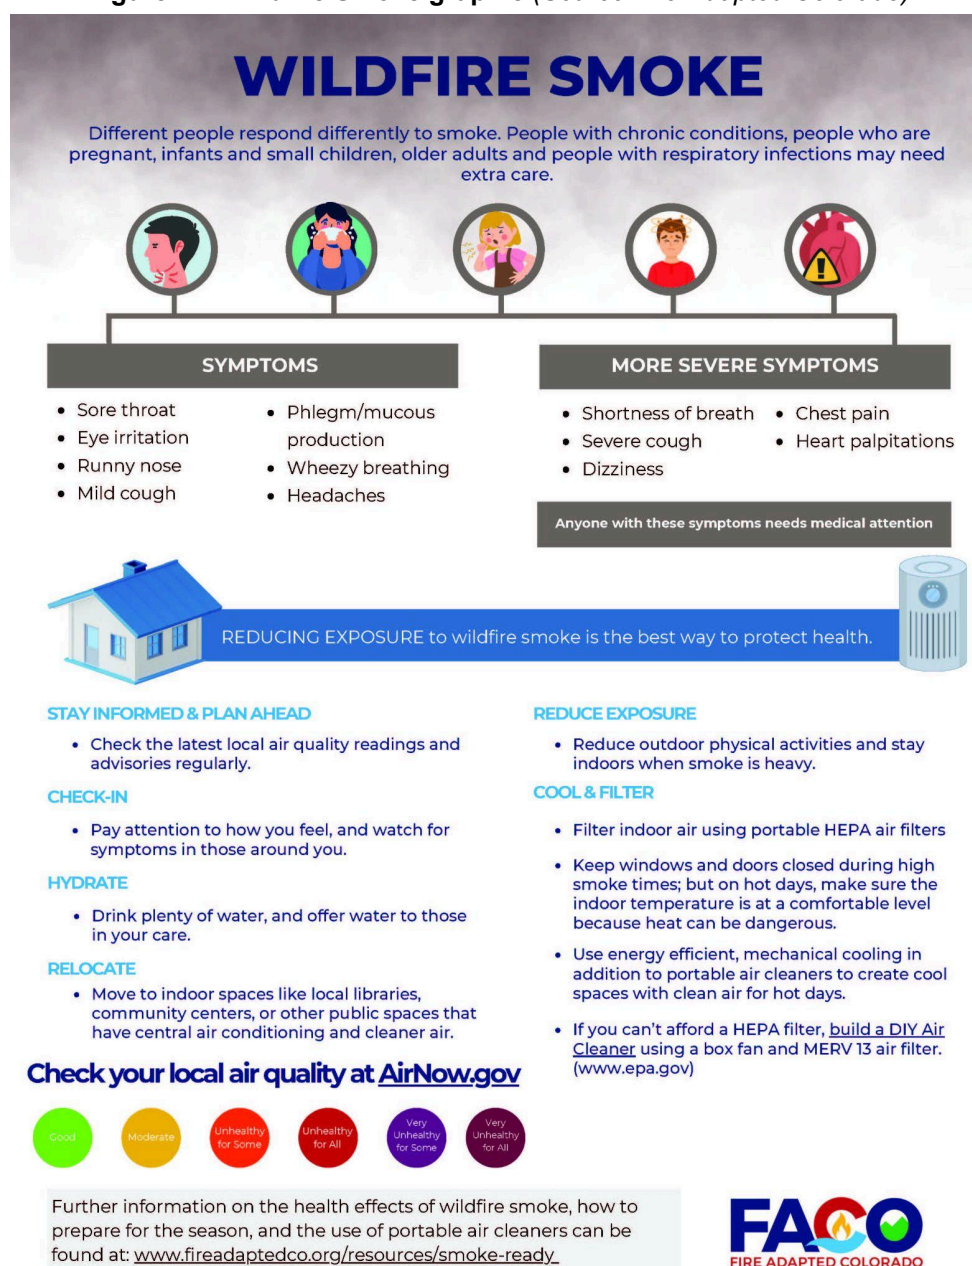 WILDFIRE SMOKE
Different people respond differently to smoke. People with chronic conditions, people who are
pregnant, infants and small children, older adults and people with respiratory infections may need
extra care.
SYMPTOMS
• Sore throat
• Eye irritation
• Runny nose
• Mild cough
• Phlegm/mucous
production
• Wheezy breathing
• Headaches
MORE SEVERE SYMPTOMS
• Shortness of breath
• Severe cough
• Dizziness
• Chest pain
• Heart palpitations
Anyone with these symptoms needs medical attention
REDUCING EXPOSURE to wildfire smoke is the best way to protect health.
STAY INFORMED & PLAN AHEAD
• Check the latest local air quality readings and
advisories regularly.
CHECK-IN
• Pay attention to how you feel, and watch for
symptoms in those around you.
HYDRATE
• Drink plenty of water, and offer water to those
in your care.
RELOCATE
• Move to indoor spaces like local libraries,
community centers, or other public spaces that
have central air conditioning and cleaner air.
REDUCE EXPOSURE
• Reduce outdoor physical activities and stay
indoors when smoke is heavy.
COOL & FILTER
• Filter indoor air using portable HEPA air filters
• Keep windows and doors closed during high
smoke times; but on hot days, make sure the
indoor temperature is at a comfortable level
because heat can be dangerous.
• Use energy efficient, mechanical cooling in
addition to portable air cleaners to create cool
spaces with clean air for hot days.
• If you can't afford a HEPA filter, build a DIY Air
Cleaner using a box fan and MERV 13 air filter.
(www.epa.gov)
Check your local air quality at AirNow.gov
Good
Moderate
Unhealthy
for Some
Unhealthy
for All
Very
Unhealthy
for Some
Very
Unhealthy
for All
Further information on the health effects of wildfire smoke, how to
prepare for the season, and the use of portable air cleaners can be
found at: www.fireadaptedco.org/resources/smoke-ready
FACO
FIRE ADAPTED COLORADO